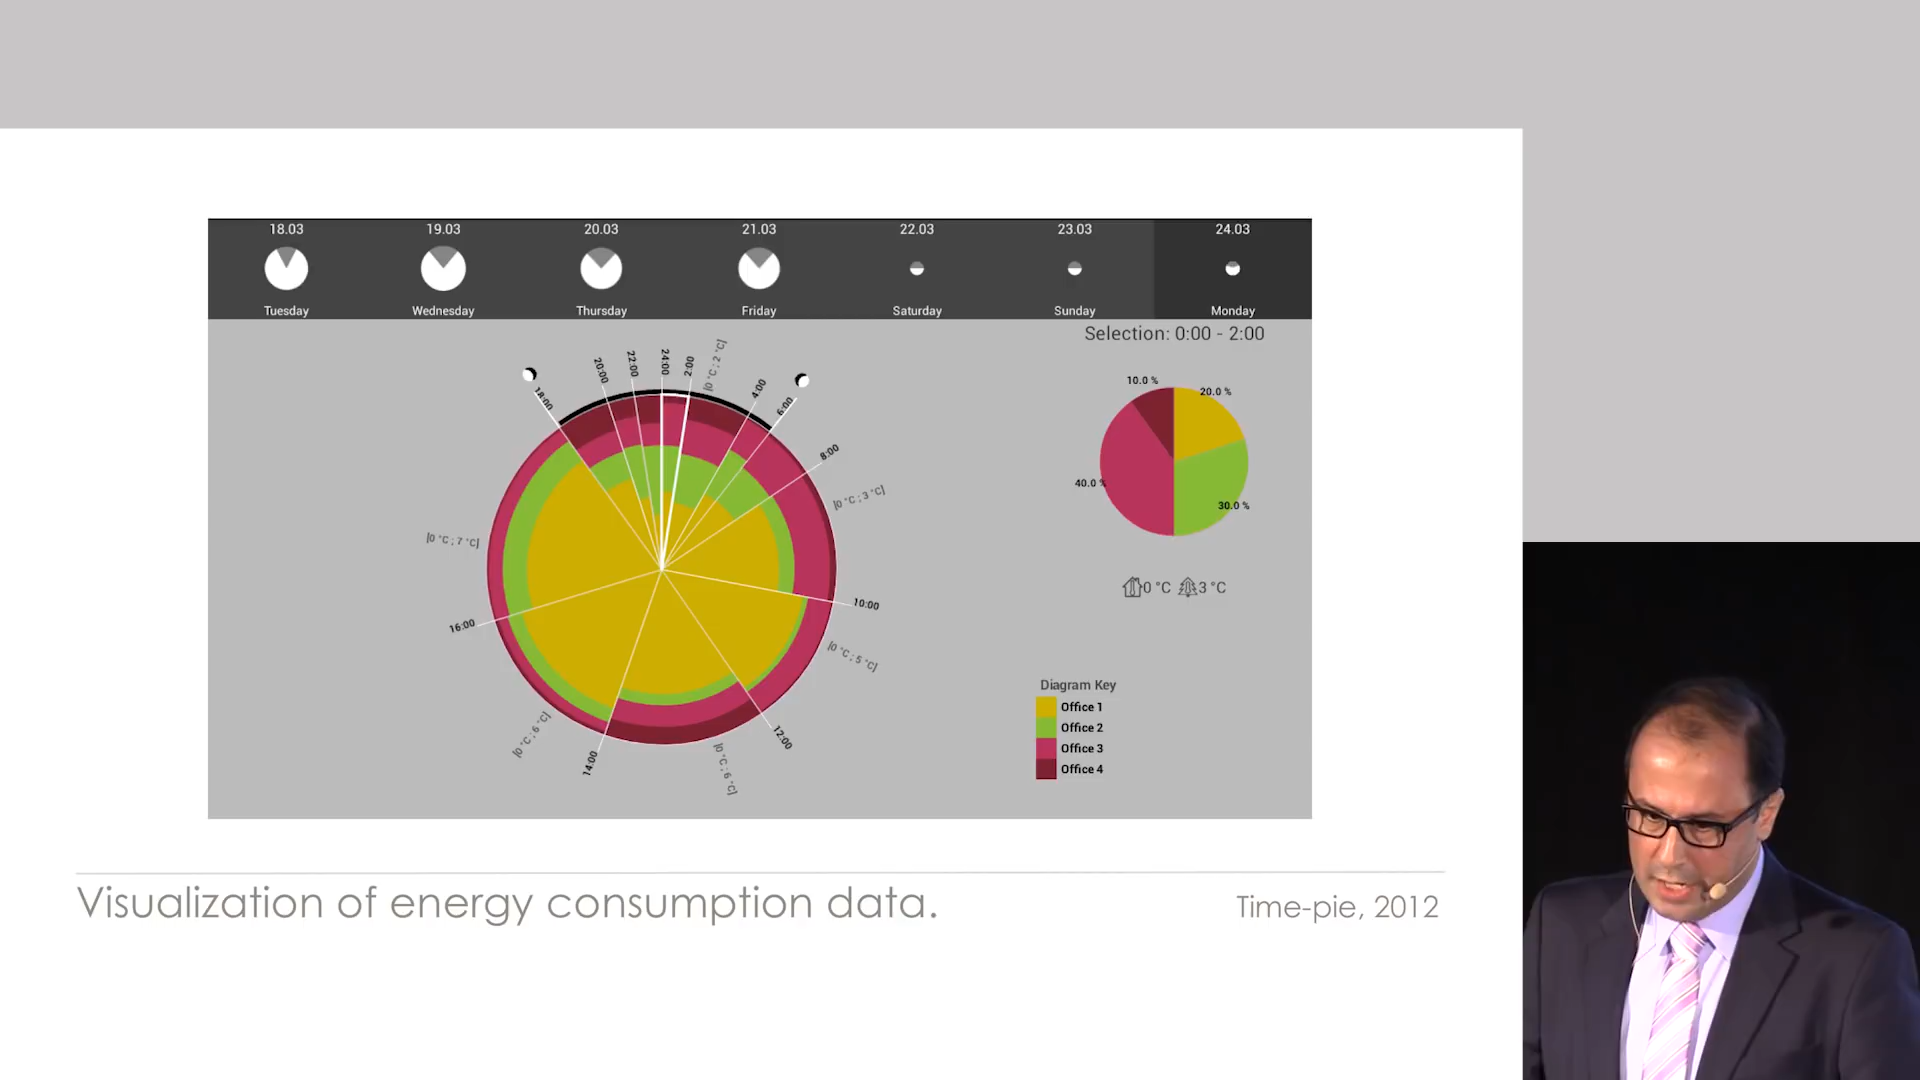 18.03 19.03 20.03 21.03 22.03 23.03 24.03
Tuesday Wednesday Thursday Friday Saturday Sunday Monday
Selection: 0:00 - 2:00
18:00
20:00
22:00
24:00
2:00
|0 °C ; 2 °C|
4:00
6:00
8:00
|0 °C ; 3 °C|
10:00
|0 °C ; 5 °C|
12:00
|0 °C ; 6 °C|
14:00
|0 °C ; 6 °C|
16:00
|0 °C ; 7 °C|
10.0 %
20.0 %
40.0 %
30.0 %
0 °C 3 °C
Diagram Key
Office 1
Office 2
Office 3
Office 4
Visualization of energy consumption data.
Time-pie, 2012